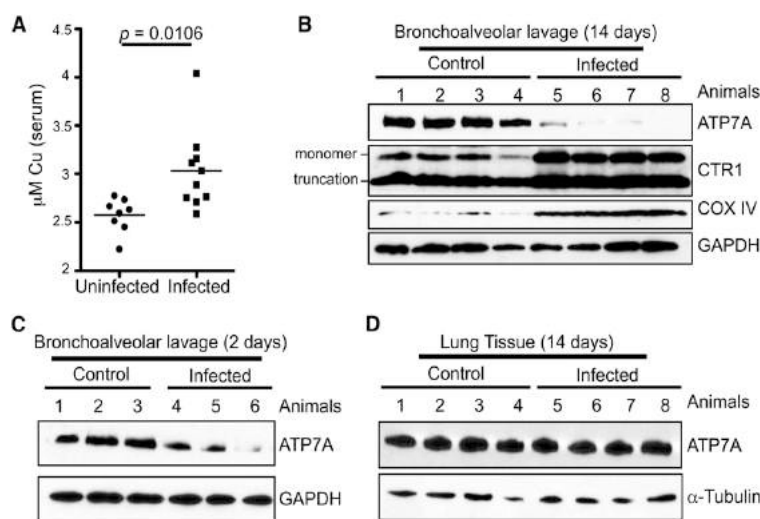 A
p = 0.0106
4.5
4
3.5
3
2.5
2
μM Cu (serum)
Uninfected Infected
B
Bronchoalveolar lavage (14 days)
Control Infected
1 2 3 4 5 6 7 8 Animals
ATP7A
monomer
truncation
CTR1
COX IV
GAPDH
C
Bronchoalveolar lavage (2 days)
Control Infected
1 2 3 4 5 6 Animals
ATP7A
GAPDH
D
Lung Tissue (14 days)
Control Infected
1 2 3 4 5 6 7 8 Animals
ATP7A
α-Tubulin